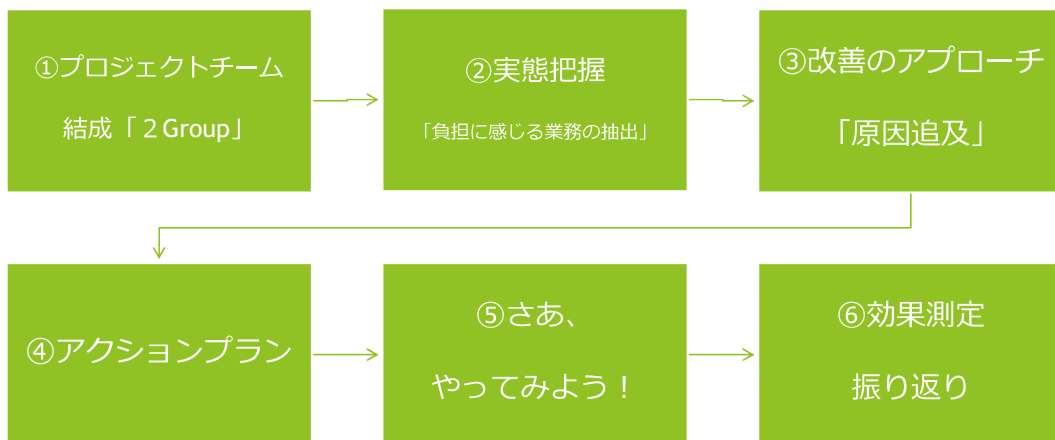 ①プロジェクトチーム
結成「２Group」
②実態把握
「負担に感じる業務の抽出」
③改善のアプローチ
「原因追及」
④アクションプラン
⑤さあ、
やってみよう！
⑥効果測定
振り返り